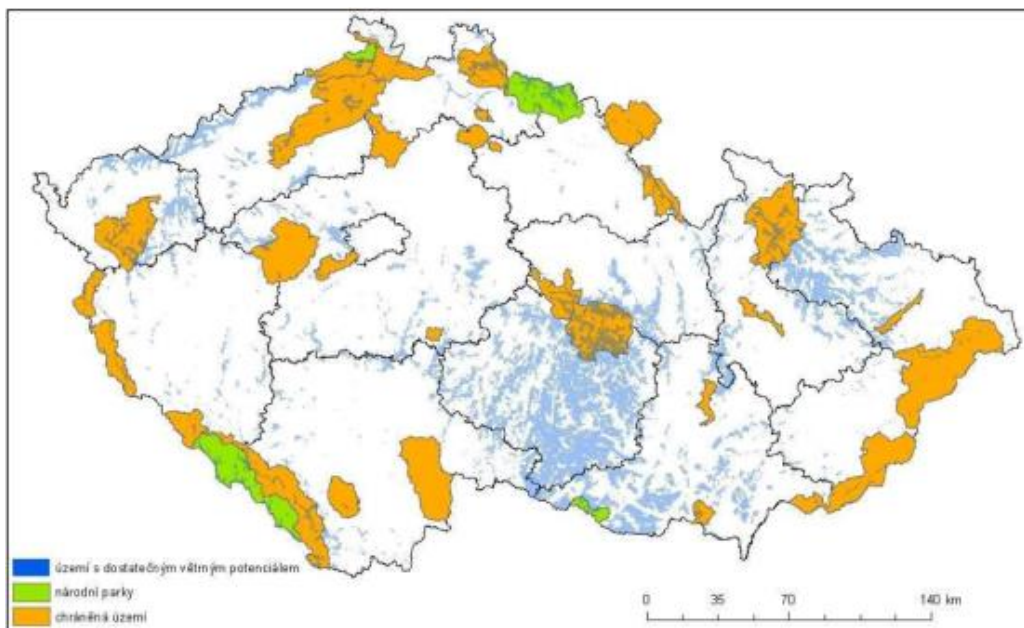 území s dostatečným větrným potenciálem
národní parky
chráněná území
0 35 70 140 km